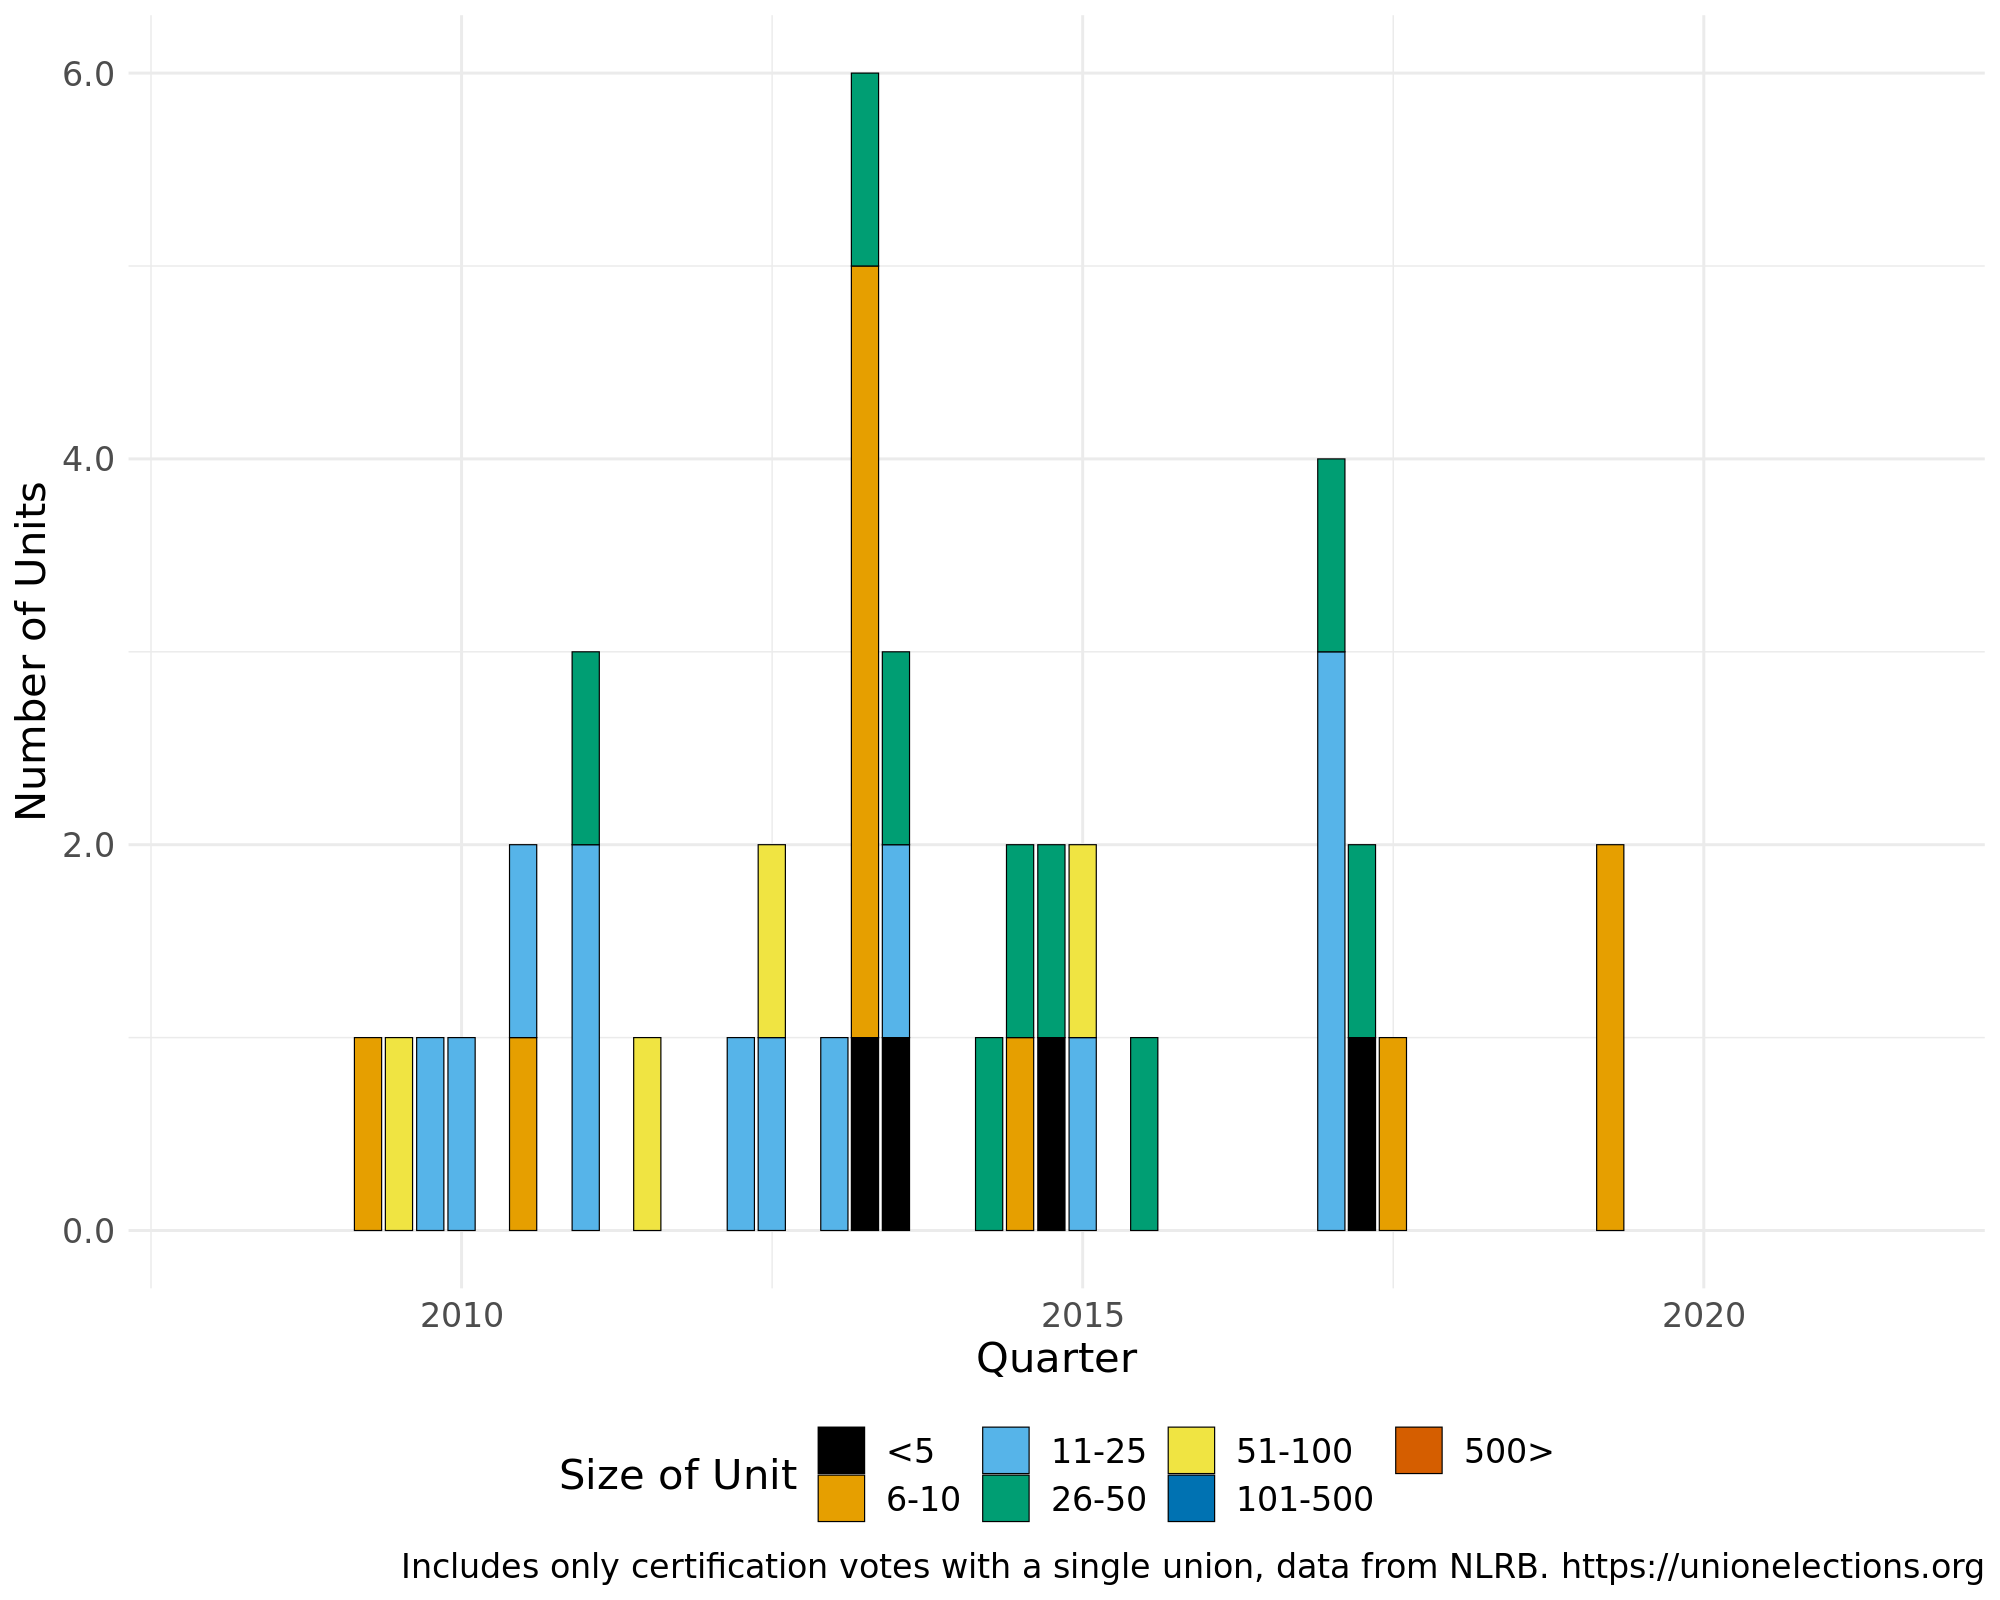 6.0
4.0
2.0
0.0
Number of Units
2010 2015 2020
Quarter
Size of Unit
<5 11-25 51-100 500>
6-10 26-50 101-500
Includes only certification votes with a single union, data from NLRB. https://unionelections.org